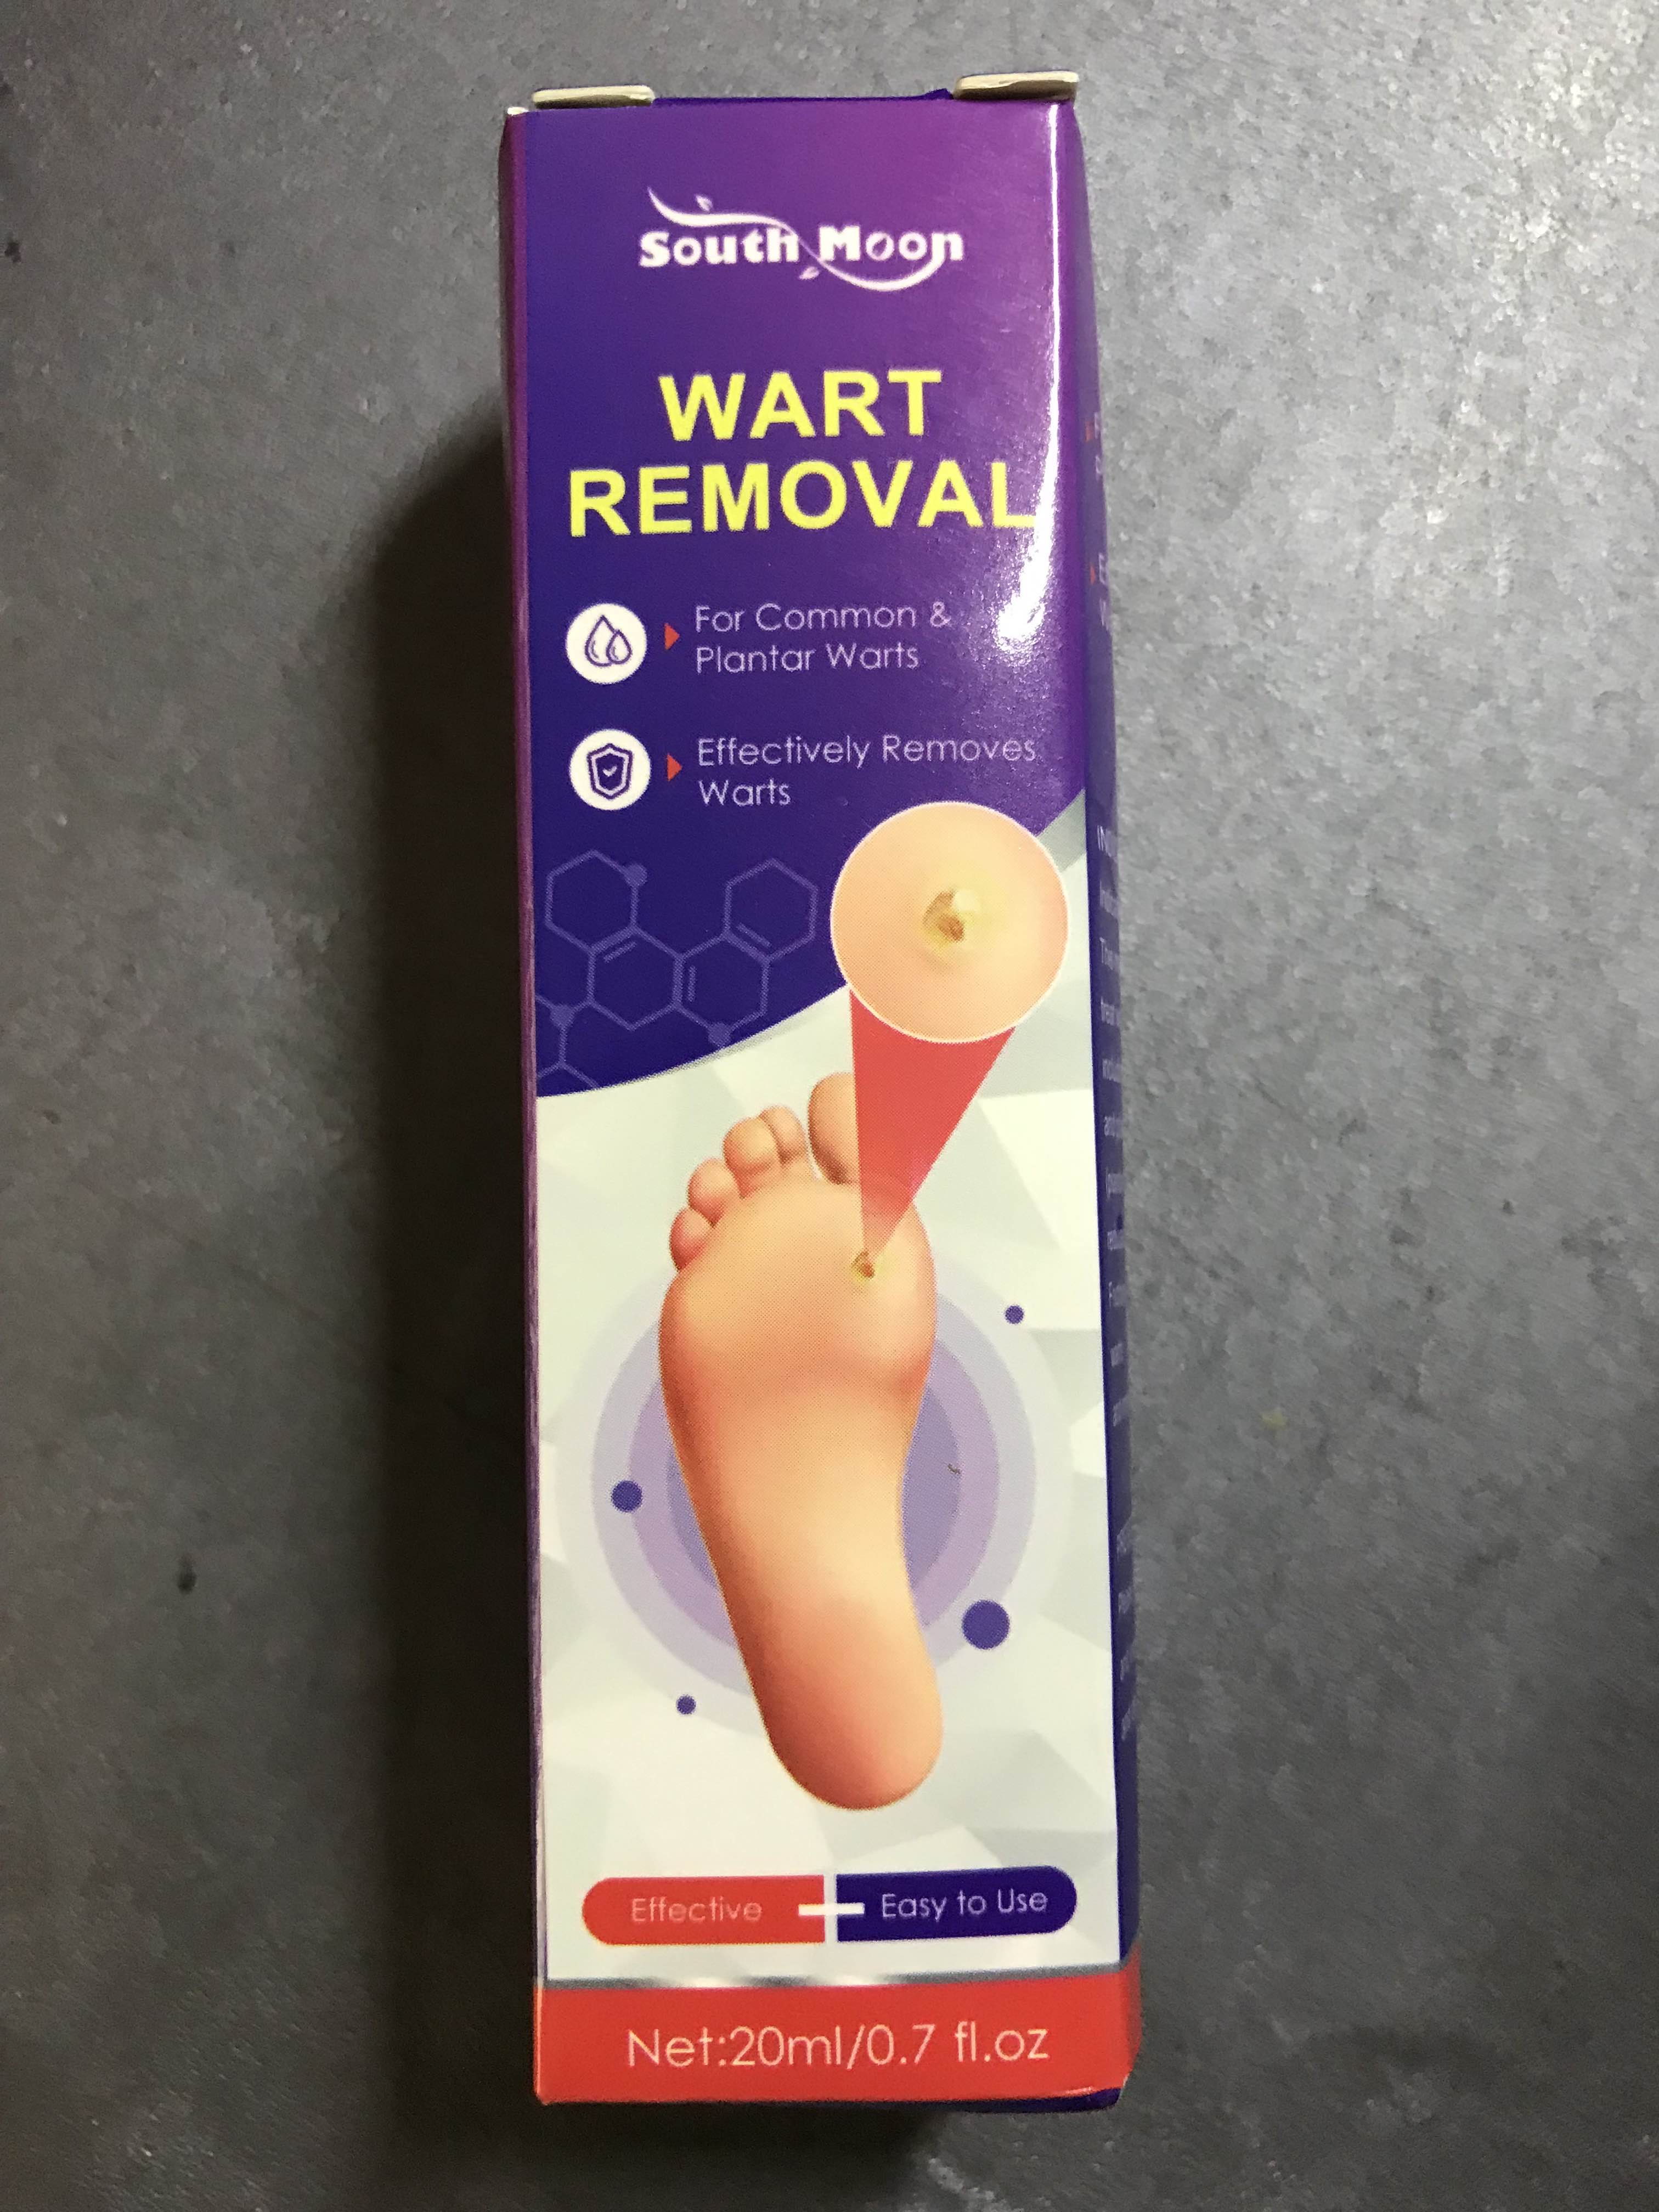 South Moon
WART
REMOVAL
For Common &
Plantar Warts
Effectively Removes
Warts
Effective
Easy to Use
Net:20ml/0.7 fl.oz